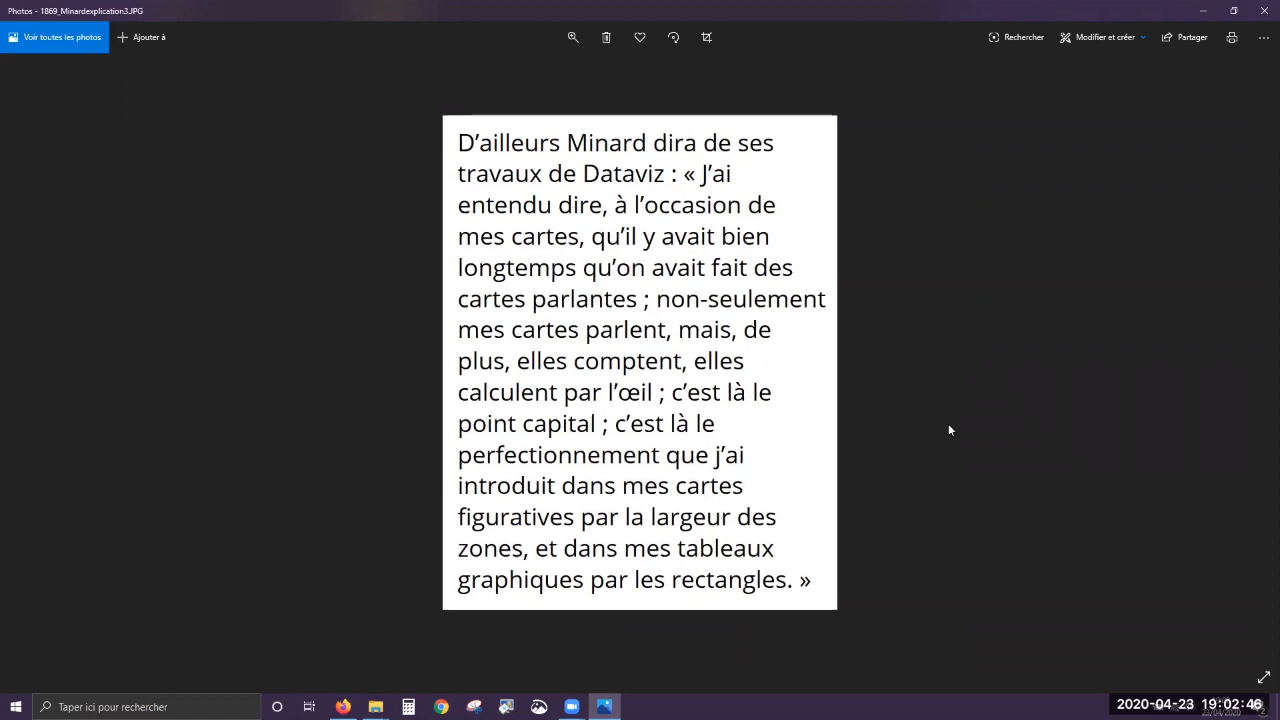 Photos - 1869_Minardexplication3.JPG
Voir toutes les photos
Ajouter à
Rechercher
Modifier et créer
Partager
D'ailleurs Minard dira de ses
travaux de Dataviz : « J'ai
entendu dire, à l'occasion de
mes cartes, qu'il y avait bien
longtemps qu'on avait fait des
cartes parlantes ; non-seulement
mes cartes parlent, mais, de
plus, elles comptent, elles
calculent par l'œil ; c'est là le
point capital ; c'est là le
perfectionnement que j'ai
introduit dans mes cartes
figuratives par la largeur des
zones, et dans mes tableaux
graphiques par les rectangles. »
Taper ici pour rechercher
2020-04-23 19:02:46